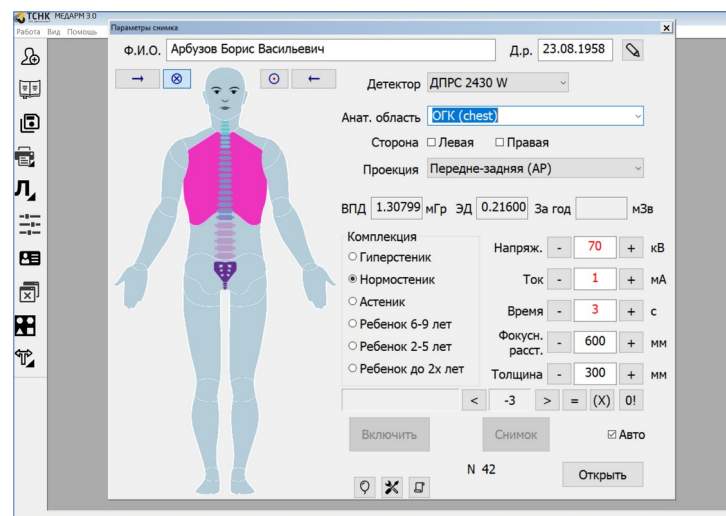 ТСНК МЕДАРМ 3.0
Работа Вид Помощь
Параметры снимка
Ф.И.О. Арбузов Борис Васильевич Д.р. 23.08.1958
Детектор ДПРС 2430 W
Анат. область ОГК (chest)
Сторона Левая Правая
Проекция Передне-задняя (AP)
ВПД 1.30799 мГр ЭД 0.21600 За год мЗв
Комплекция
Гиперстеник
Нормостеник
Астеник
Ребенок 6-9 лет
Ребенок 2-5 лет
Ребенок до 2х лет
Напряж. - 70 + кВ
Ток - 1 + мА
Время - 3 + с
Фокусн. расст. - 600 + мм
Толщина - 300 + мм
< -3 > = (X) 0!
Включить Снимок Авто
N 42
Открыть
Л